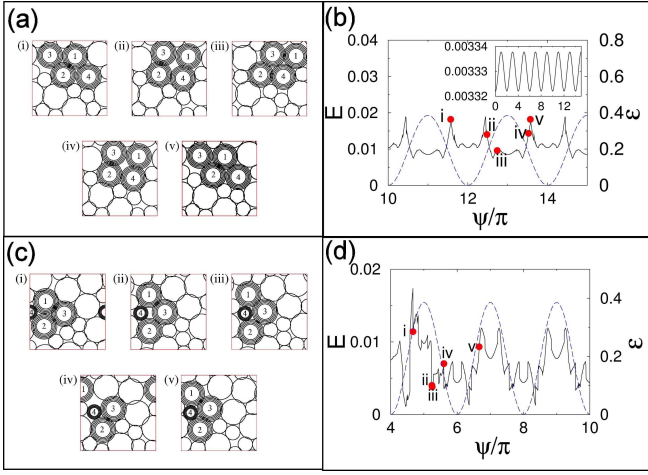 (a)
(i) (ii) (iii)
3 1 2 4
3 1 2 4
3 1 2 4
(iv) (v)
3 1 2 4
3 1 2 4
(b)
0.04 0.03 0.02 0.01 0
E
0.00334 0.00333 0.00332
0 3 6 9 12
i ii iii iv v
0.8 0.6 0.4 0.2 0
ε
10 11 12 13 14 15
ψ/π
(c)
(i) (ii) (iii)
1 3 2
1 4 3 2
1 4 3 2
(iv) (v)
1 4 3 2
1 4 3 2
(d)
0.02 0.01 0
E
i ii iii iv v
0.4 0.2 0
ε
4 6 8 10
ψ/π